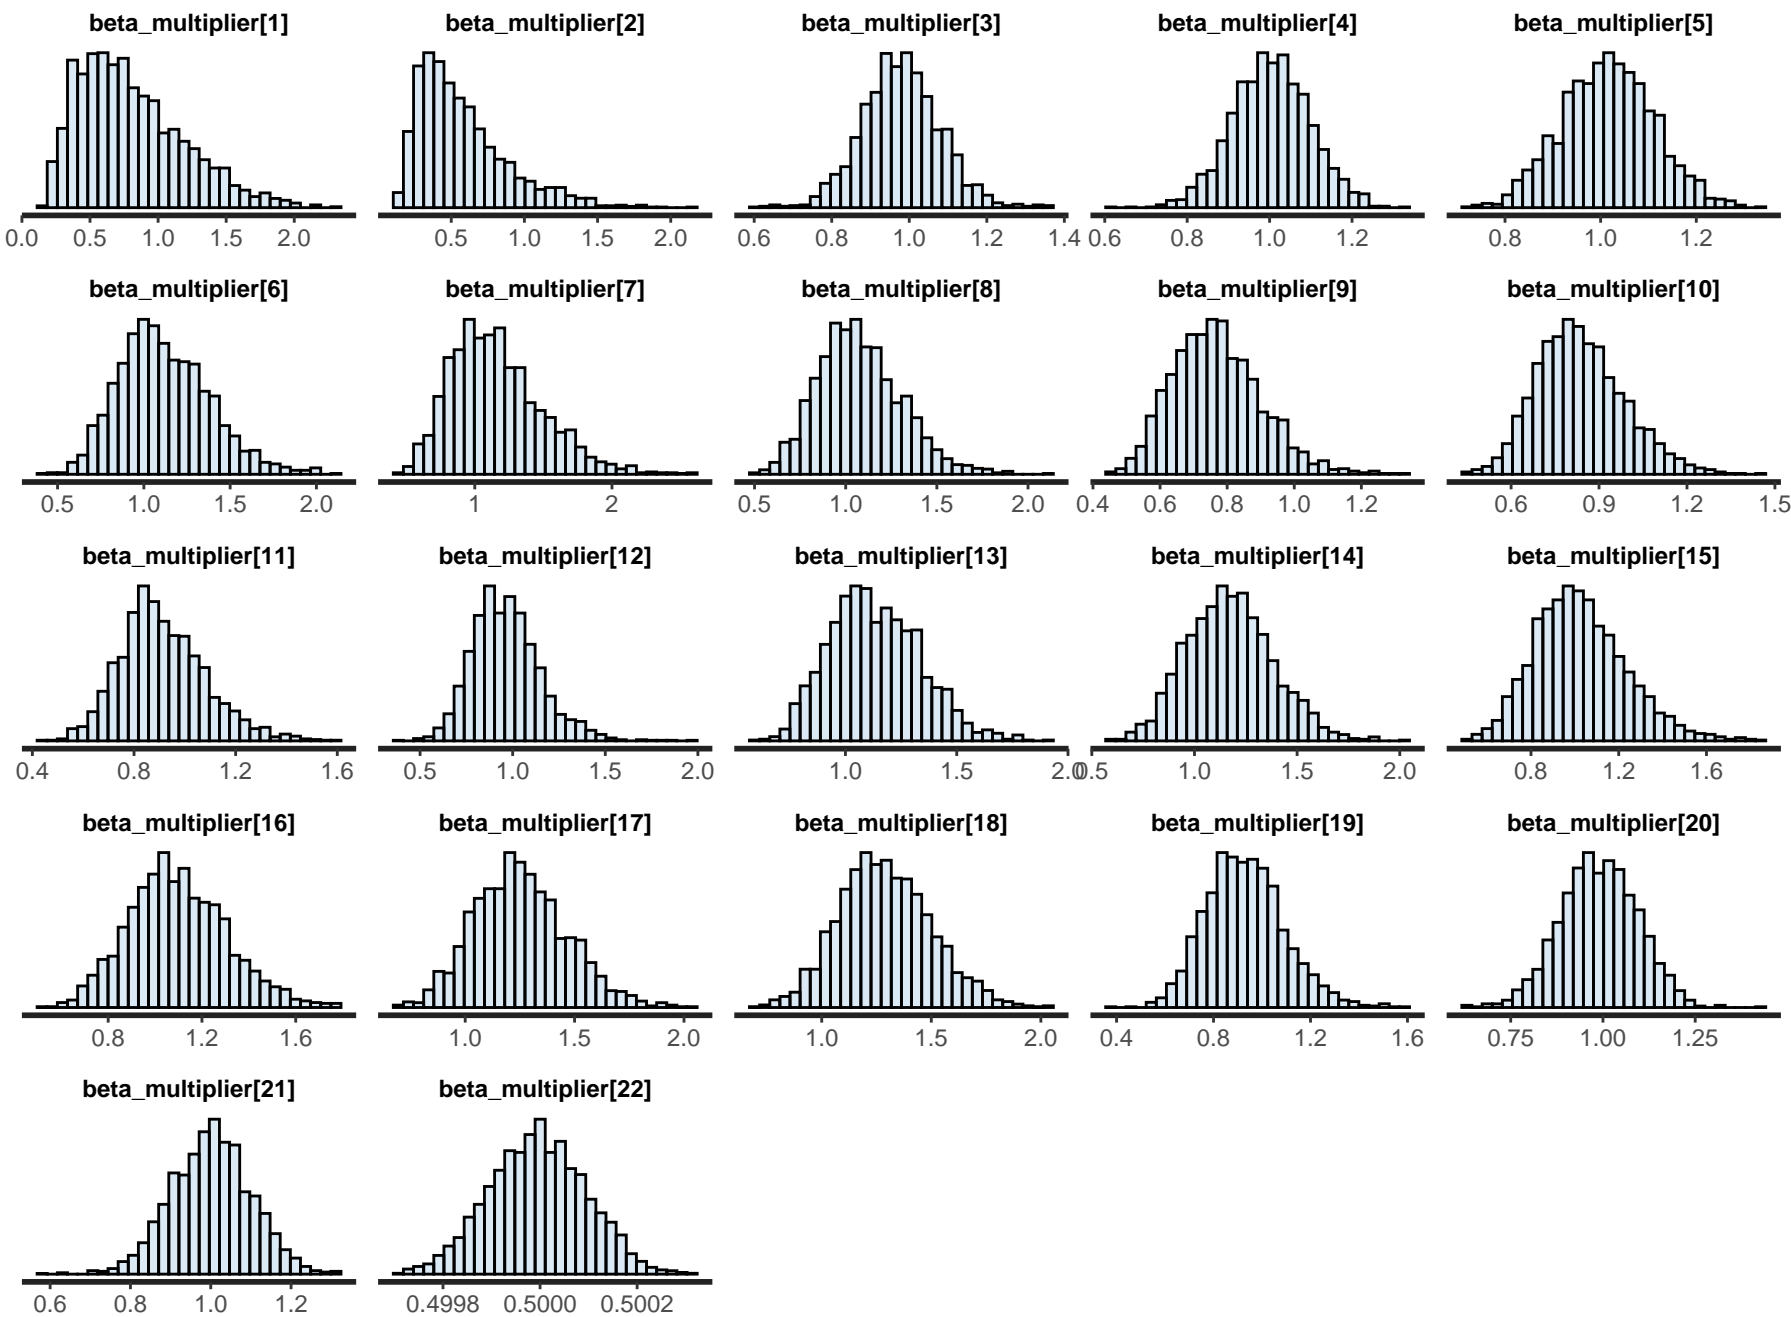 beta_multiplier[1] beta_multiplier[2] beta_multiplier[3] beta_multiplier[4] beta_multiplier[5]
0.0 0.5 1.0 1.5 2.0 0.5 1.0 1.5 2.0 0.6 0.8 1.0 1.2 1.4 0.6 0.8 1.0 1.2 0.8 1.0 1.2
beta_multiplier[6] beta_multiplier[7] beta_multiplier[8] beta_multiplier[9] beta_multiplier[10]
0.5 1.0 1.5 2.0 1 2 0.5 1.0 1.5 2.0 0.4 0.6 0.8 1.0 1.2 0.6 0.9 1.2 1.5
beta_multiplier[11] beta_multiplier[12] beta_multiplier[13] beta_multiplier[14] beta_multiplier[15]
0.4 0.8 1.2 1.6 0.5 1.0 1.5 2.0 1.0 1.5 2.0 0.5 1.0 1.5 2.0 0.8 1.2 1.6
beta_multiplier[16] beta_multiplier[17] beta_multiplier[18] beta_multiplier[19] beta_multiplier[20]
0.8 1.2 1.6 1.0 1.5 2.0 1.0 1.5 2.0 0.4 0.8 1.2 1.6 0.75 1.00 1.25
beta_multiplier[21] beta_multiplier[22]
0.6 0.8 1.0 1.2 0.4998 0.5000 0.5002